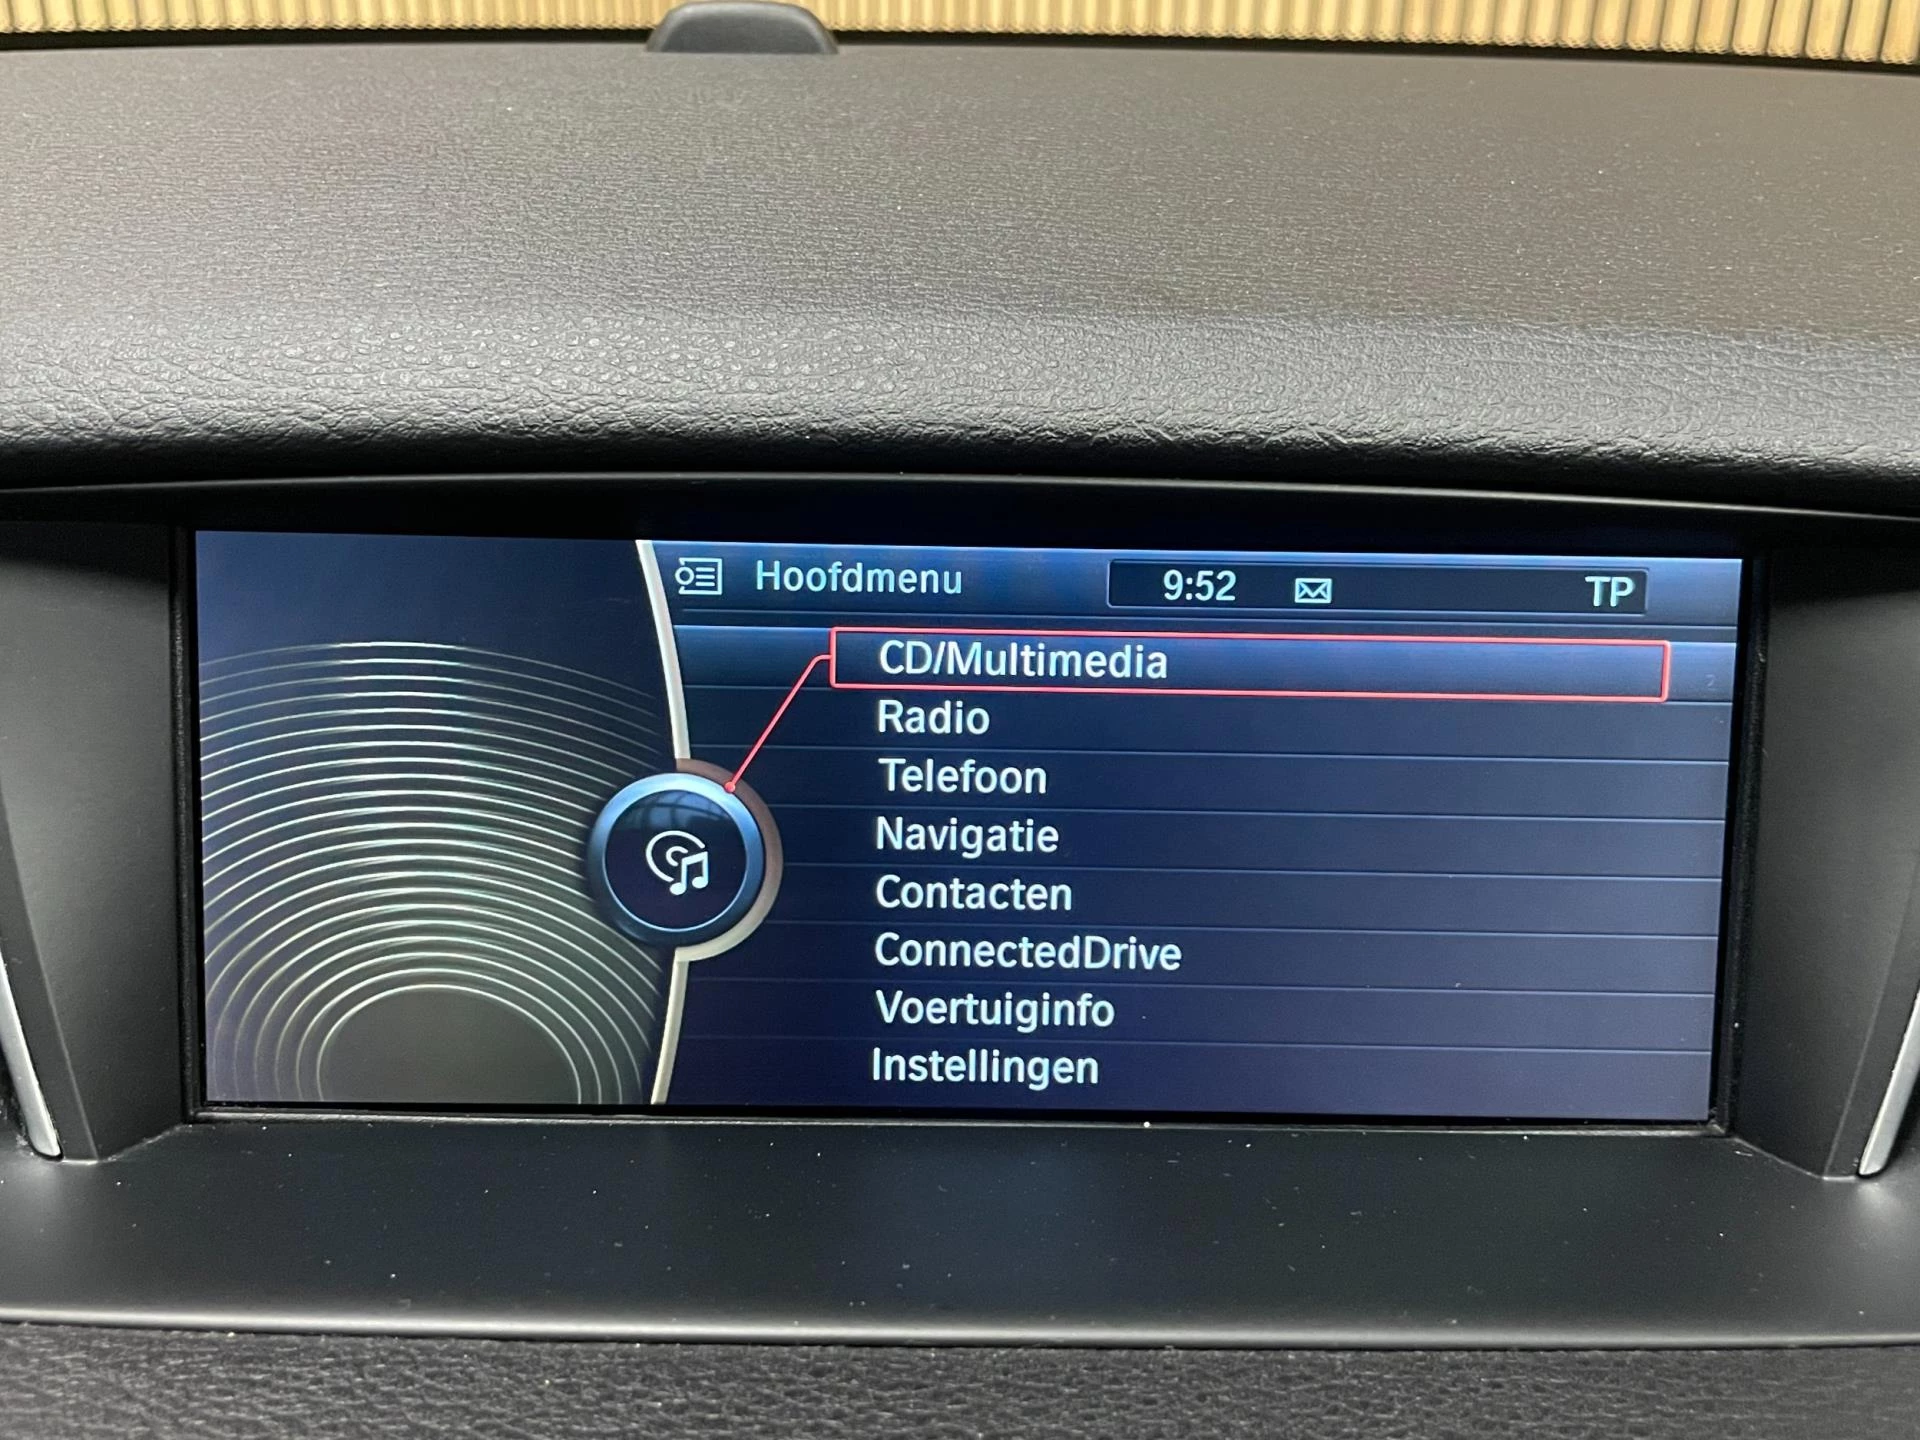 Hoofdmenu 9:52 TP
CD/Multimedia
Radio
Telefoon
Navigatie
Contacten
ConnectedDrive
Voertuiginfo
Instellingen